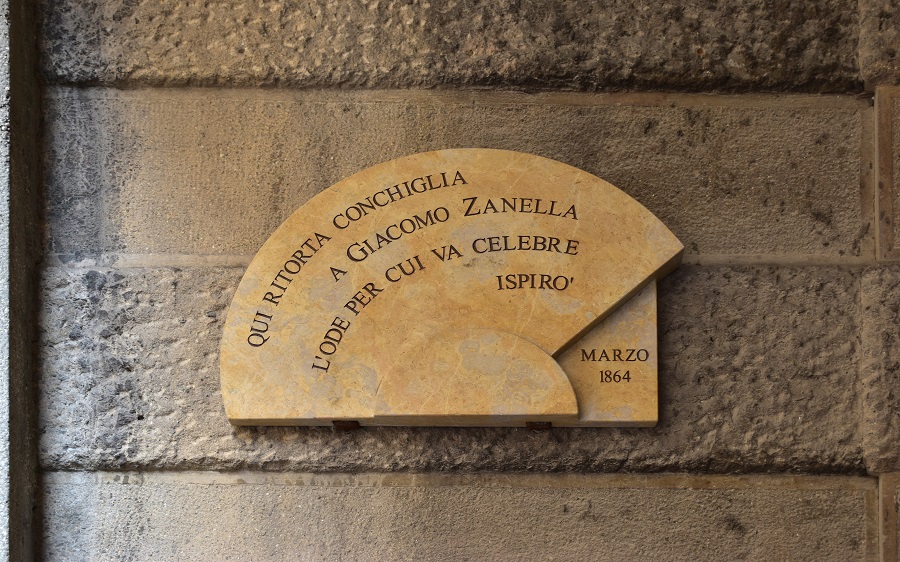 QUI RITORTA CONCHIGLIA
A GIACOMO ZANELLA
L'ODE PER CUI VA CELEBRE
ISPIRO'
MARZO
1864